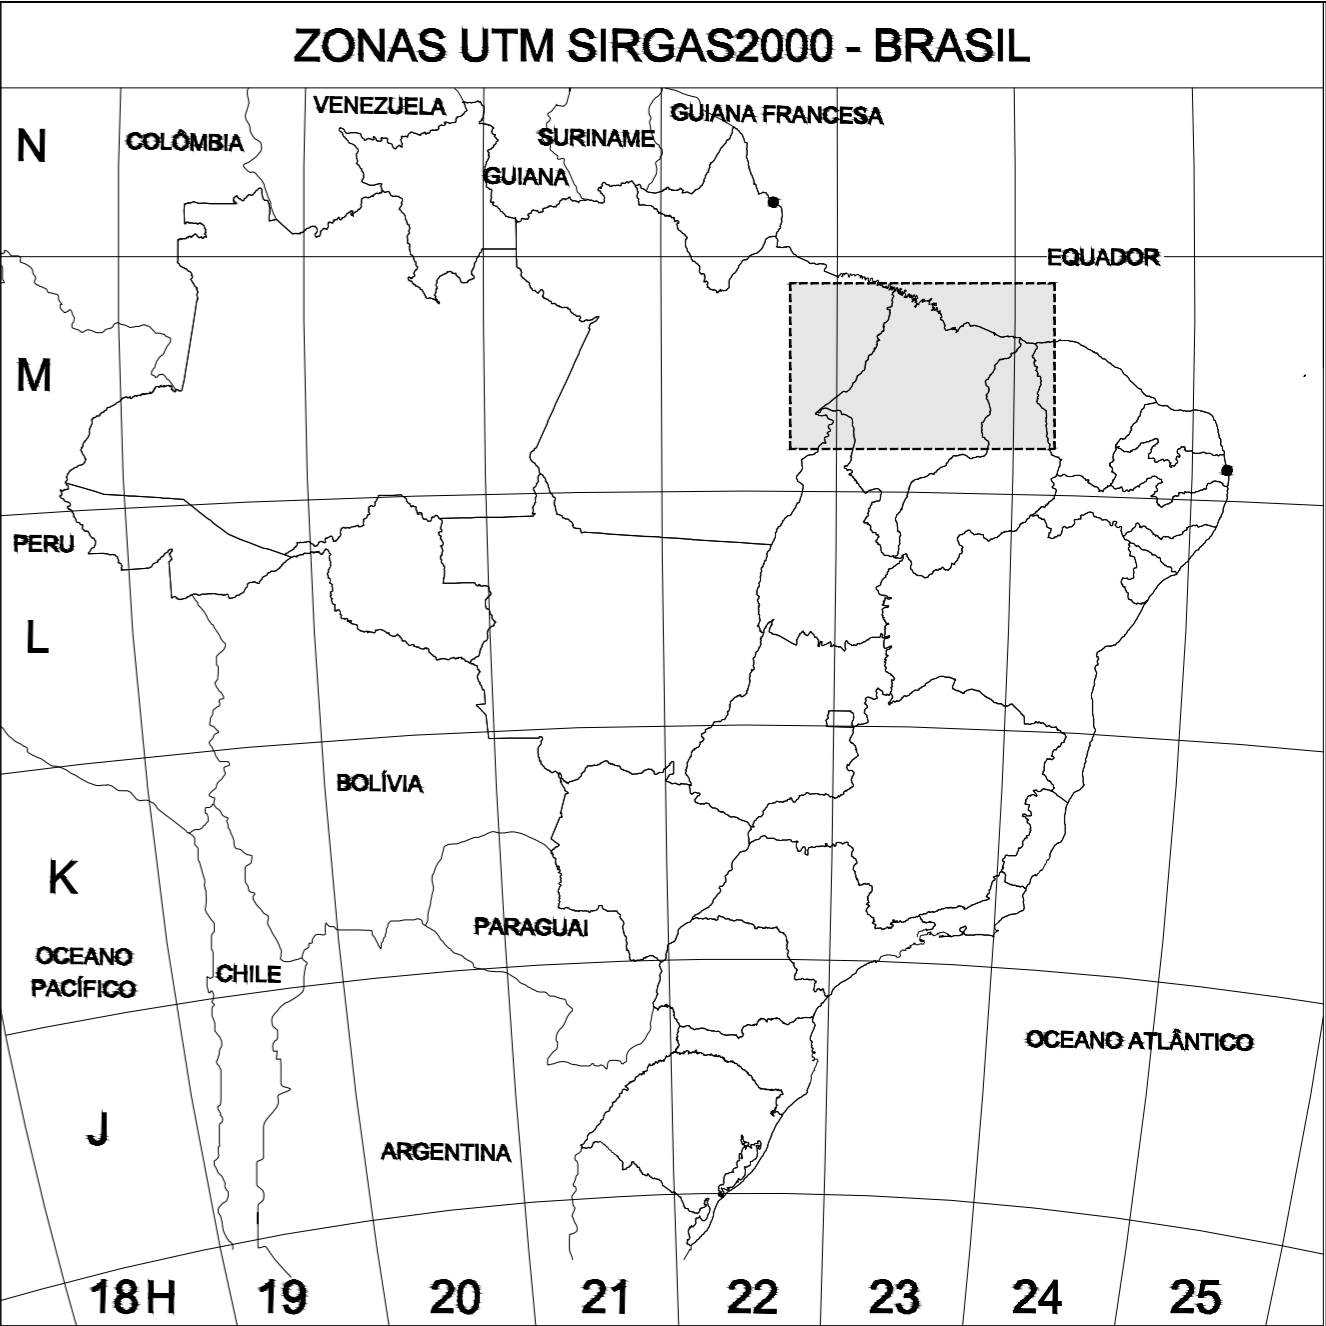 ZONAS UTM SIRGAS2000 - BRASIL
VENEZUELA
GUIANA FRANCESA
N
COLÔMBIA
SURINAME
GUIANA
EQUADOR
M
PERU
L
BOLÍVIA
K
PARAGUAI
OCEANO
PACÍFICO
CHILE
OCEANO ATLÂNTICO
J
ARGENTINA
18 H 19 20 21 22 23 24 25